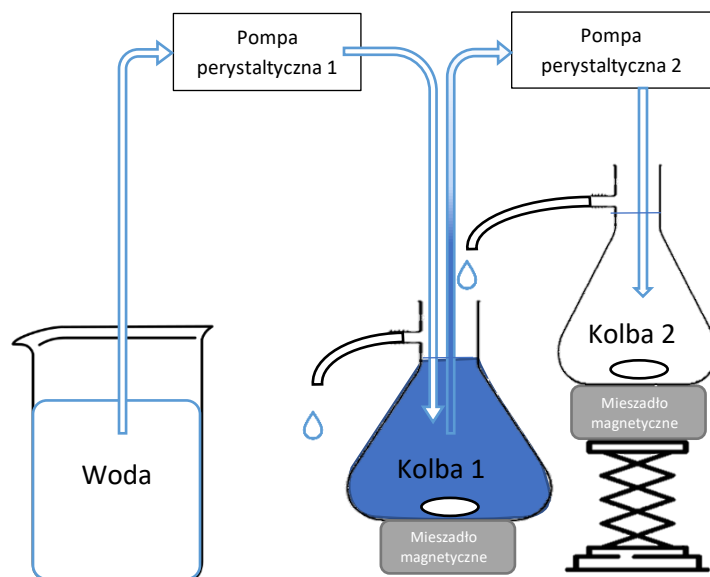 Pompa
perystaltyczna 1
Pompa
perystaltyczna 2
Kolba 2
Mieszadło
magnetyczne
Woda
Kolba 1
Mieszadło
magnetyczne